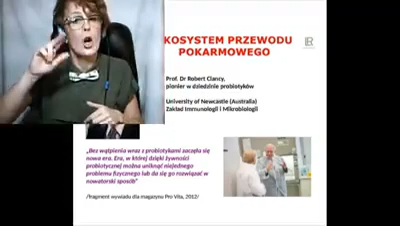 KOSYSTEM PRZEWODU
POKARMOWEGO
LR
Prof. Dr Robert Clancy,
pionier w dziedzinie probiotyków
University of Newcastle (Australia)
Zakład Immunologii i Mikrobiologii
„Bez wątpienia wraz z probiotykami zaczęła się
nowa era. Era, w której dzięki żywności
probiotycznej można uniknąć niejednego
problemu fizycznego lub da się go rozwiązać w
nowatorski sposób”
/fragment wywiadu dla magazynu Pro Vita, 2012/